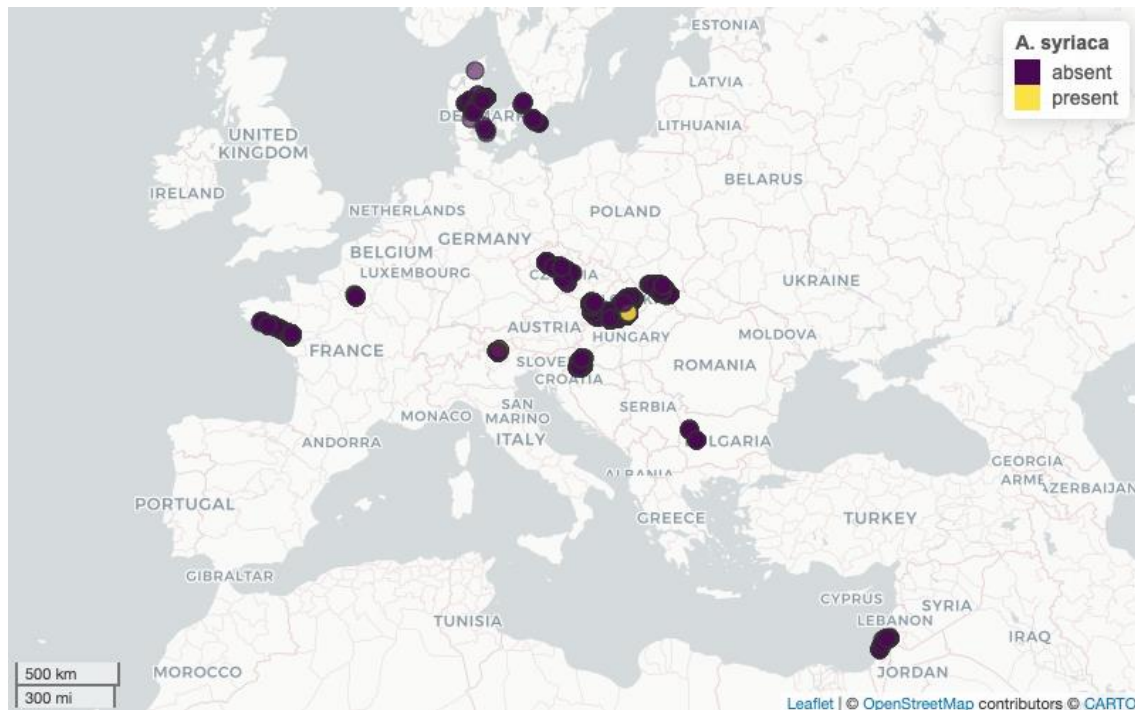 ESTONIA
A. syriaca
absent
present
LATVIA
LITHUANIA
UNITED
KINGDOM
BELARUS
IRELAND
NETHERLANDS
POLAND
GERMANY
BELGIUM
LUXEMBOURG
UKRAINE
AUSTRIA
HUNGARY
MOLDOVA
FRANCE
ROMANIA
CROATIA
SERBIA
SAN
MARINO
MONACO
ITALY
ANDORRA
GEORGIA
PORTUGAL
GREECE
TURKEY
GIBRALTAR
CYPRUS
SYRIA
LEBANON
TUNISIA
IRAQ
MOROCCO
JORDAN
500 km
300 mi
Leaflet | © OpenStreetMap contributors © CARTO